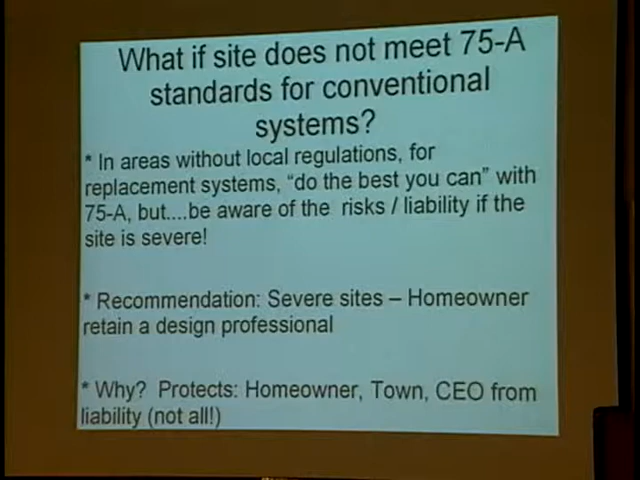 What if site does not meet 75-A
standards for conventional
systems?
* In areas without local regulations, for
replacement systems, “do the best you can” with
75-A, but....be aware of the risks / liability if the
site is severe!
* Recommendation: Severe sites – Homeowner
retain a design professional
* Why? Protects: Homeowner, Town, CEO from
liability (not all!)